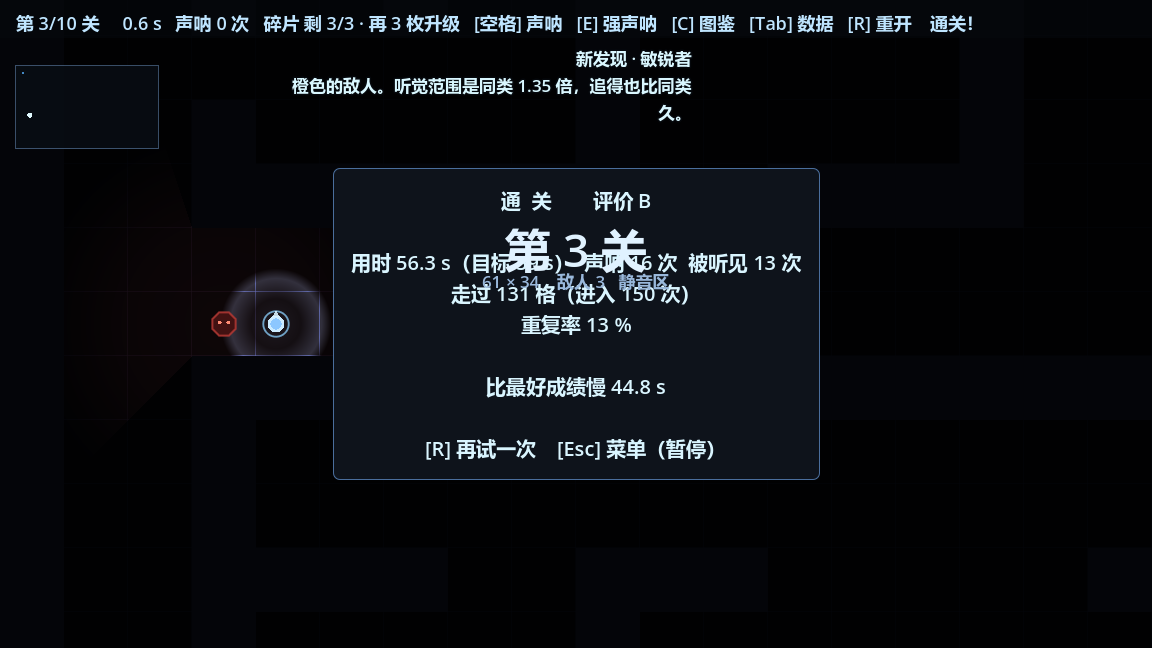 第 3/10 关 0.6 s 声呐 0 次 碎片 剩 3/3 · 再 3 枚升级 [空格] 声呐 [E] 强声呐 [C] 图鉴 [Tab] 数据 [R] 重开 通关！
新发现 · 敏锐者
橙色的敌人。听觉范围是同类 1.35 倍，追得也比同类
久。
通 关 评价 B
第 3 关
用时 56.3 s（目标 s） 声呐 16 次 被听见 13 次
61 × 34 敌人 3 静音区
走过 131 格（进入 150 次）
重复率 13 %
比最好成绩慢 44.8 s
[R] 再试一次 [Esc] 菜单（暂停）